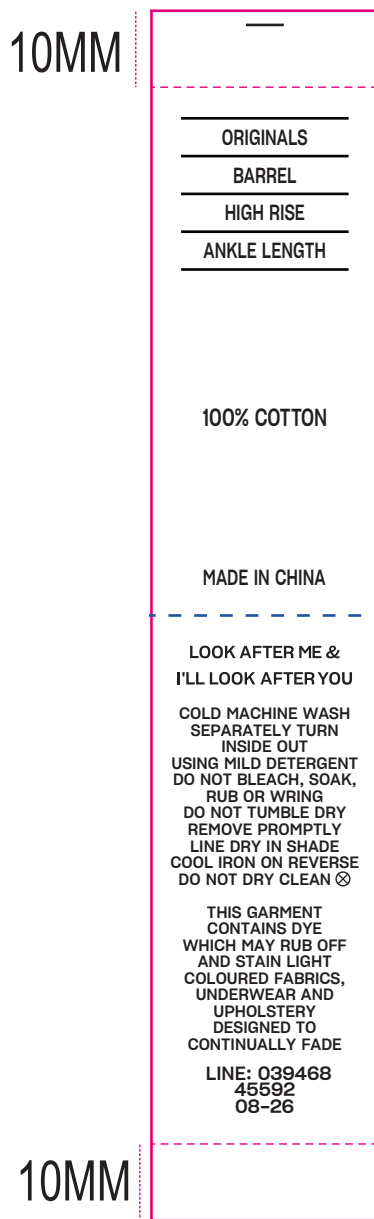 10MM
ORIGINALS
BARREL
HIGH RISE
ANKLE LENGTH
100% COTTON
MADE IN CHINA
LOOK AFTER ME &
I'LL LOOK AFTER YOU
COLD MACHINE WASH
SEPARATELY TURN
INSIDE OUT
USING MILD DETERGENT
DO NOT BLEACH, SOAK,
RUB OR WRING
DO NOT TUMBLE DRY
REMOVE PROMPTLY
LINE DRY IN SHADE
COOL IRON ON REVERSE
DO NOT DRY CLEAN
THIS GARMENT
CONTAINS DYE
WHICH MAY RUB OFF
AND STAIN LIGHT
COLOURED FABRICS,
UNDERWEAR AND
UPHOLSTERY
DESIGNED TO
CONTINUALLY FADE
LINE: 039468
45592
08-26
10MM